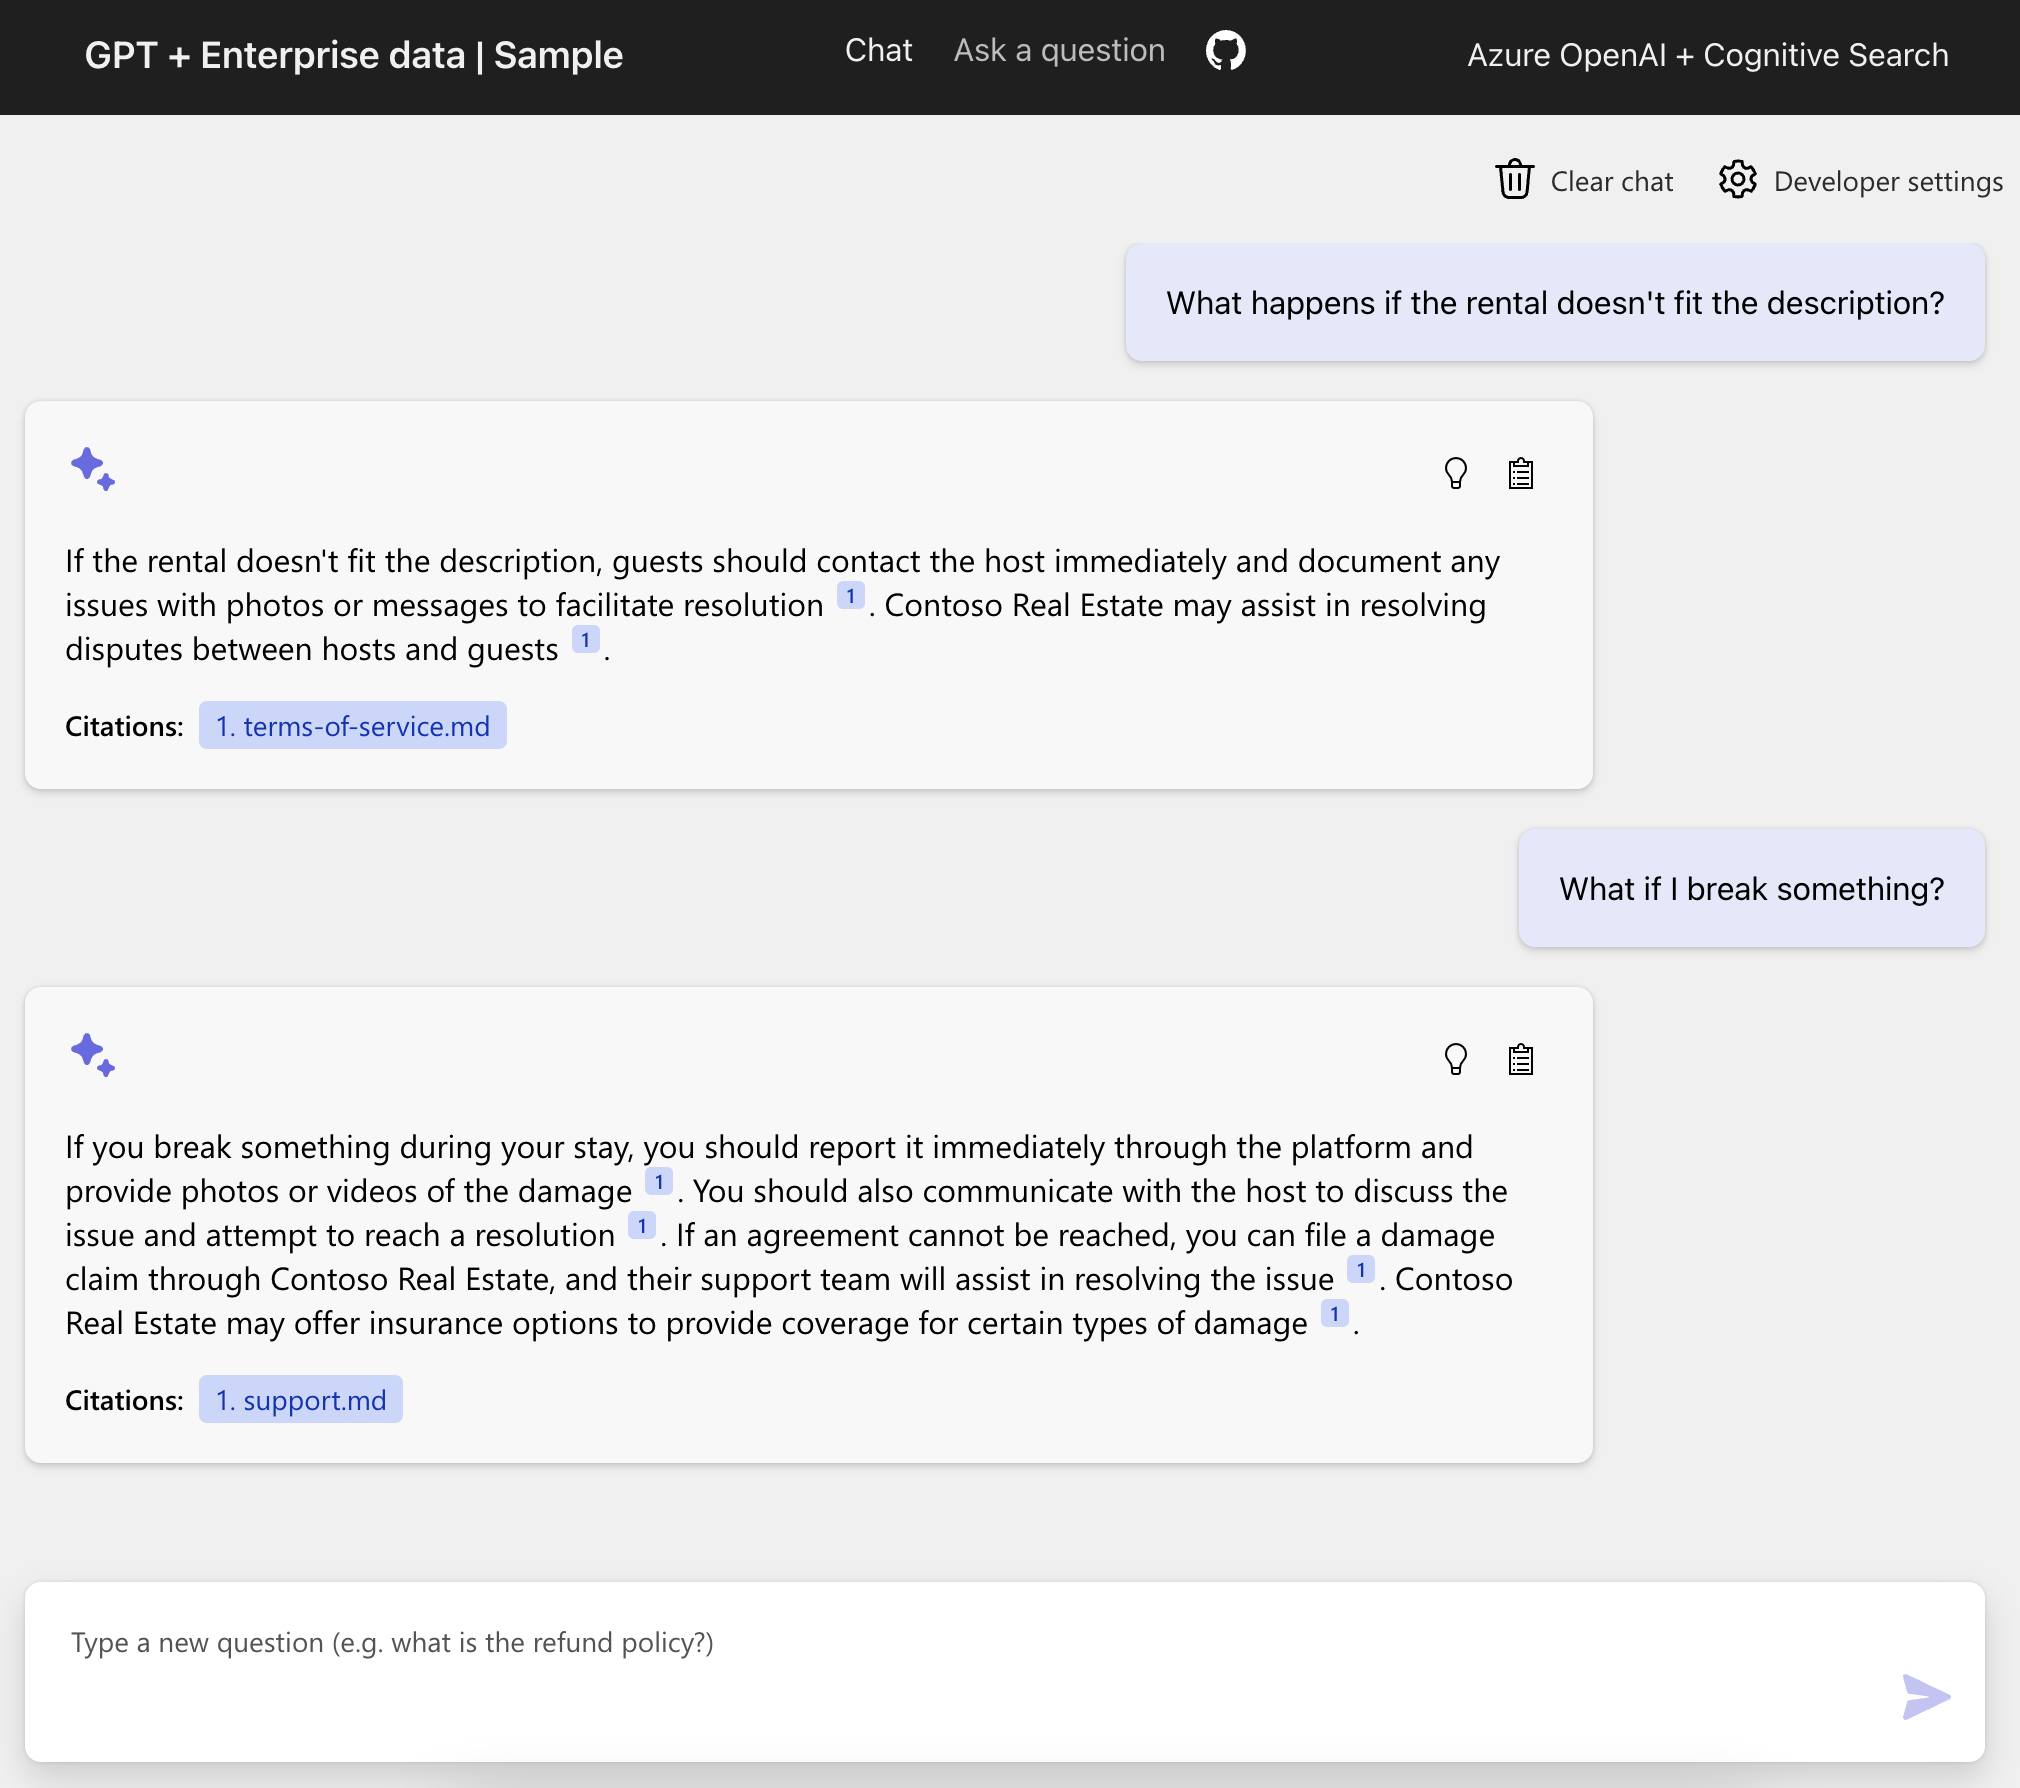 GPT + Enterprise data | Sample
Chat
Ask a question
Azure OpenAI + Cognitive Search
Clear chat
Developer settings
What happens if the rental doesn't fit the description?
If the rental doesn't fit the description, guests should contact the host immediately and document any
issues with photos or messages to facilitate resolution 1. Contoso Real Estate may assist in resolving
disputes between hosts and guests 1.
Citations: 1. terms-of-service.md
What if I break something?
If you break something during your stay, you should report it immediately through the platform and
provide photos or videos of the damage 1. You should also communicate with the host to discuss the
issue and attempt to reach a resolution 1. If an agreement cannot be reached, you can file a damage
claim through Contoso Real Estate, and their support team will assist in resolving the issue 1. Contoso
Real Estate may offer insurance options to provide coverage for certain types of damage 1.
Citations: 1. support.md
Type a new question (e.g. what is the refund policy?)